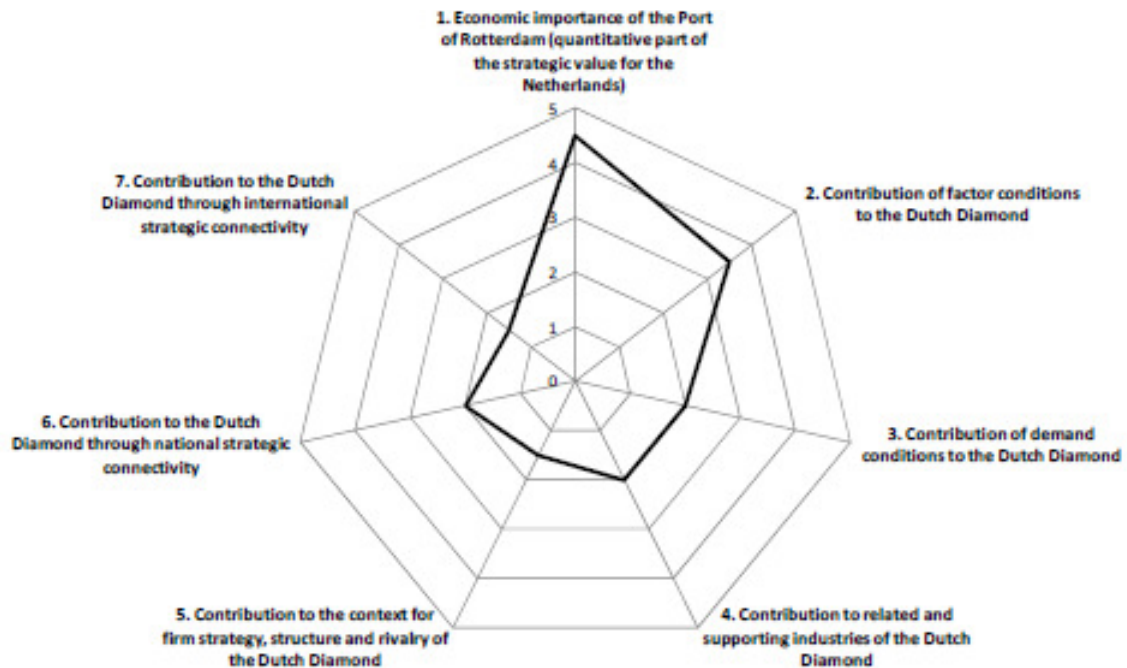 1. Economic importance of the Port
of Rotterdam (quantitative part of
the strategic value for the
Netherlands)
5
4
3
2
1
0
2. Contribution of factor conditions
to the Dutch Diamond
3. Contribution of demand
conditions to the Dutch Diamond
4. Contribution to related and
supporting industries of the Dutch
Diamond
5. Contribution to the context for
firm strategy, structure and rivalry of
the Dutch Diamond
6. Contribution to the Dutch
Diamond through national strategic
connectivity
7. Contribution to the Dutch
Diamond through international
strategic connectivity